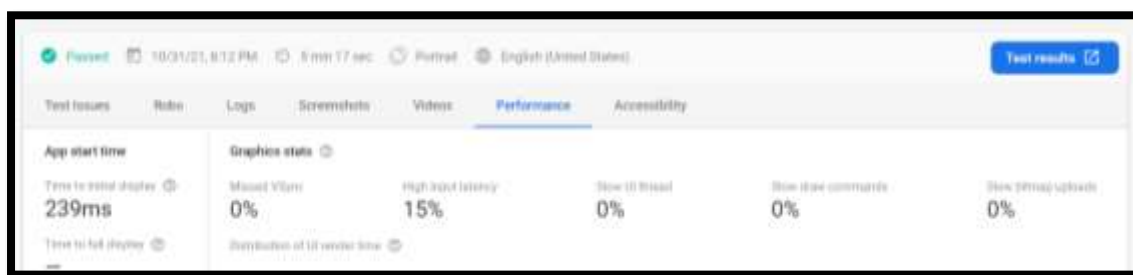 Passed 10/31/21, 8:12 PM 5 min 17 sec Portrait English (United States) Test results
Test Issues Robo Logs Screenshots Videos Performance Accessibility
App start time Graphics stats
Time to initial display Missed VSync High input latency Slow UI thread Slow draw commands Slow bitmap uploads
239ms 0% 15% 0% 0% 0%
Time to full display Distribution of UI render time